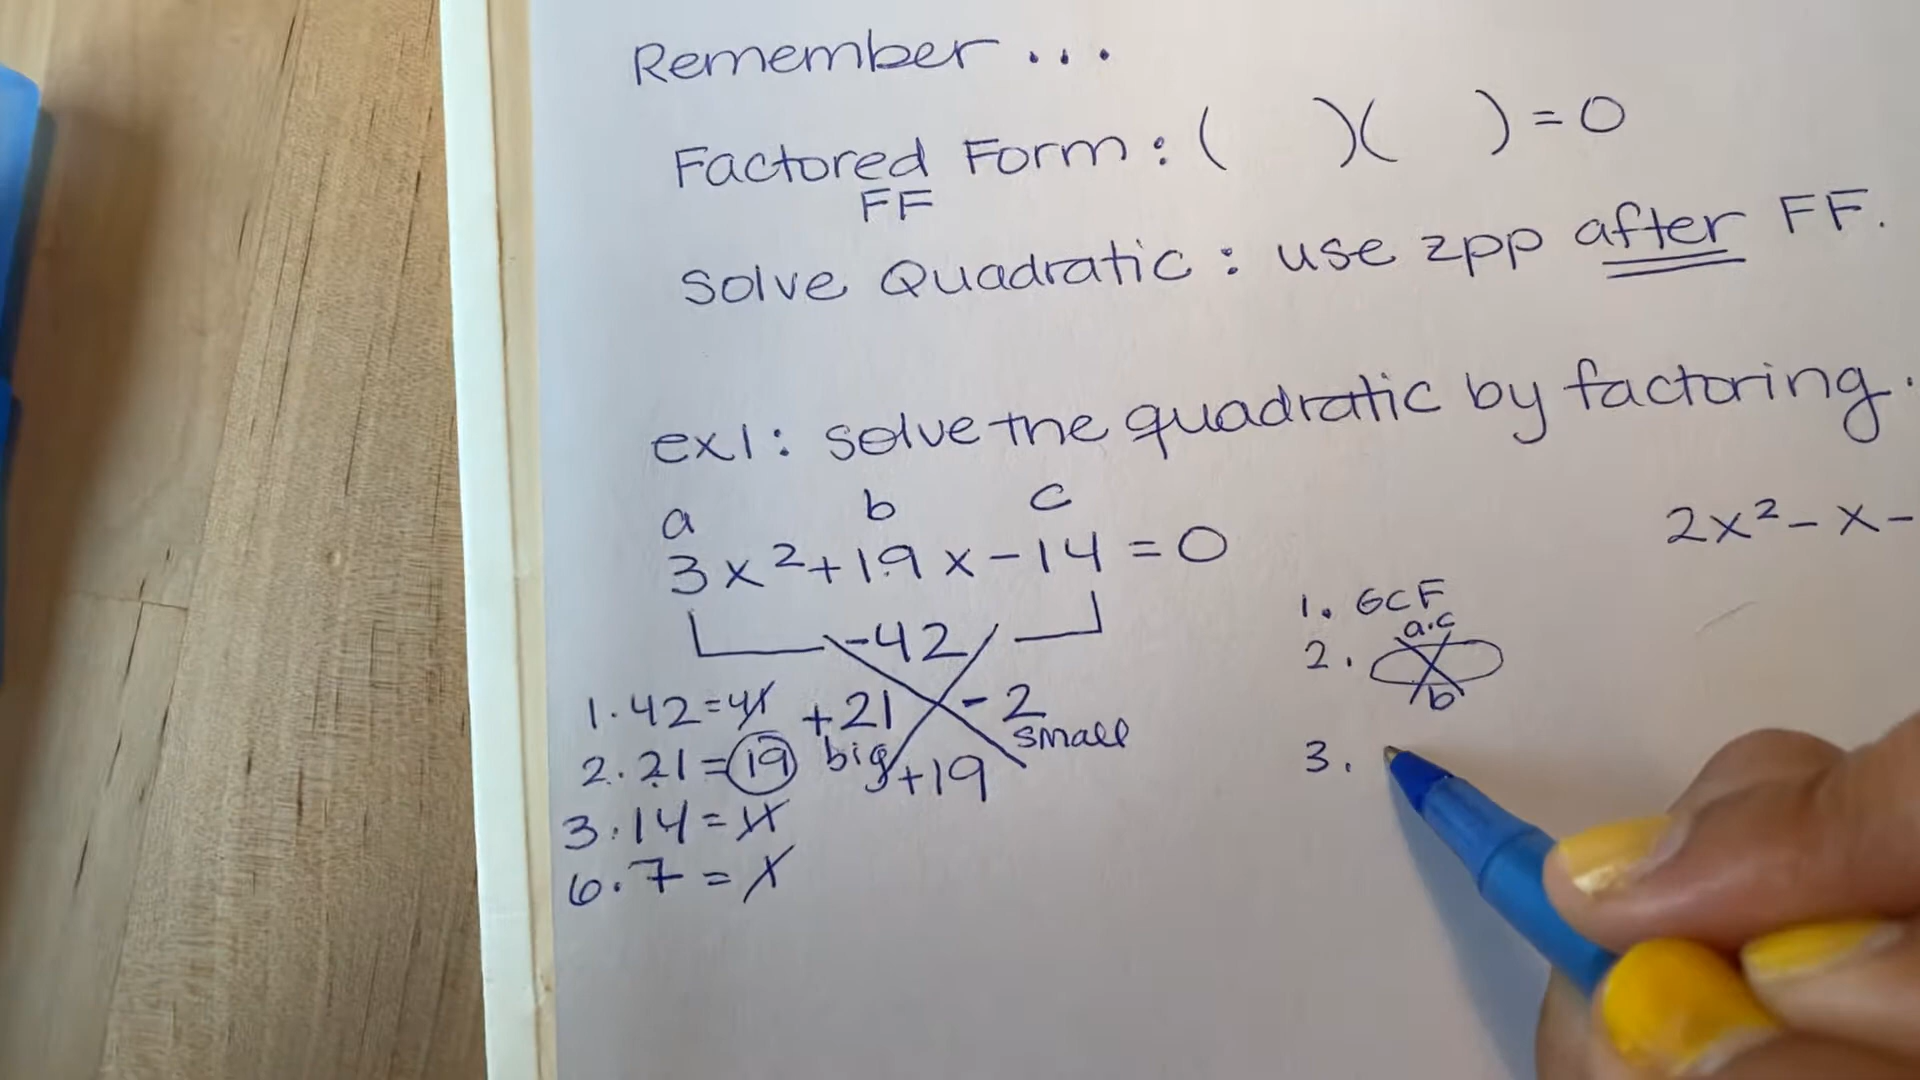 Remember ...
Factored Form : ( )( ) = 0
FF
Solve Quadratic : use zpp after FF.
ex1: solve the quadratic by factoring.
a b c
3x² + 19x - 14 = 0
2x² - x -
1. GCF
2. a·c
b
3.
-42
+21 -2
big small
+19
1·42 = 41
2·21 = 19
3·14 = 11
6·7 = 1